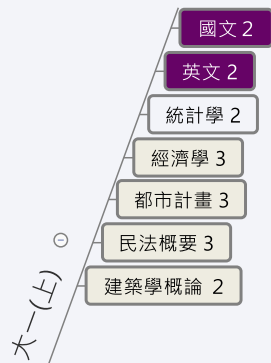 國文 2
英文 2
統計學 2
經濟學 3
都市計畫 3
民法概要 3
建築學概論 2
大一(上)